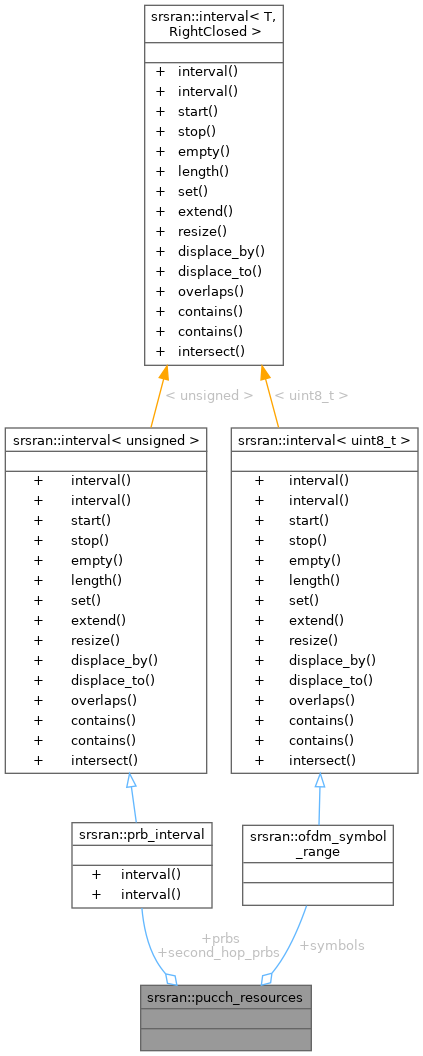 srsran::interval< T,
RightClosed >
+ interval()
+ interval()
+ start()
+ stop()
+ empty()
+ length()
+ set()
+ extend()
+ resize()
+ displace_by()
+ displace_to()
+ overlaps()
+ contains()
+ contains()
+ intersect()
< unsigned >
< uint8_t >
srsran::interval< unsigned >
+ interval()
+ interval()
+ start()
+ stop()
+ empty()
+ length()
+ set()
+ extend()
+ resize()
+ displace_by()
+ displace_to()
+ overlaps()
+ contains()
+ contains()
+ intersect()
srsran::interval< uint8_t >
+ interval()
+ interval()
+ start()
+ stop()
+ empty()
+ length()
+ set()
+ extend()
+ resize()
+ displace_by()
+ displace_to()
+ overlaps()
+ contains()
+ contains()
+ intersect()
srsran::prb_interval
+ interval()
+ interval()
srsran::ofdm_symbol
_range
+prbs
+second_hop_prbs
+symbols
srsran::pucch_resources